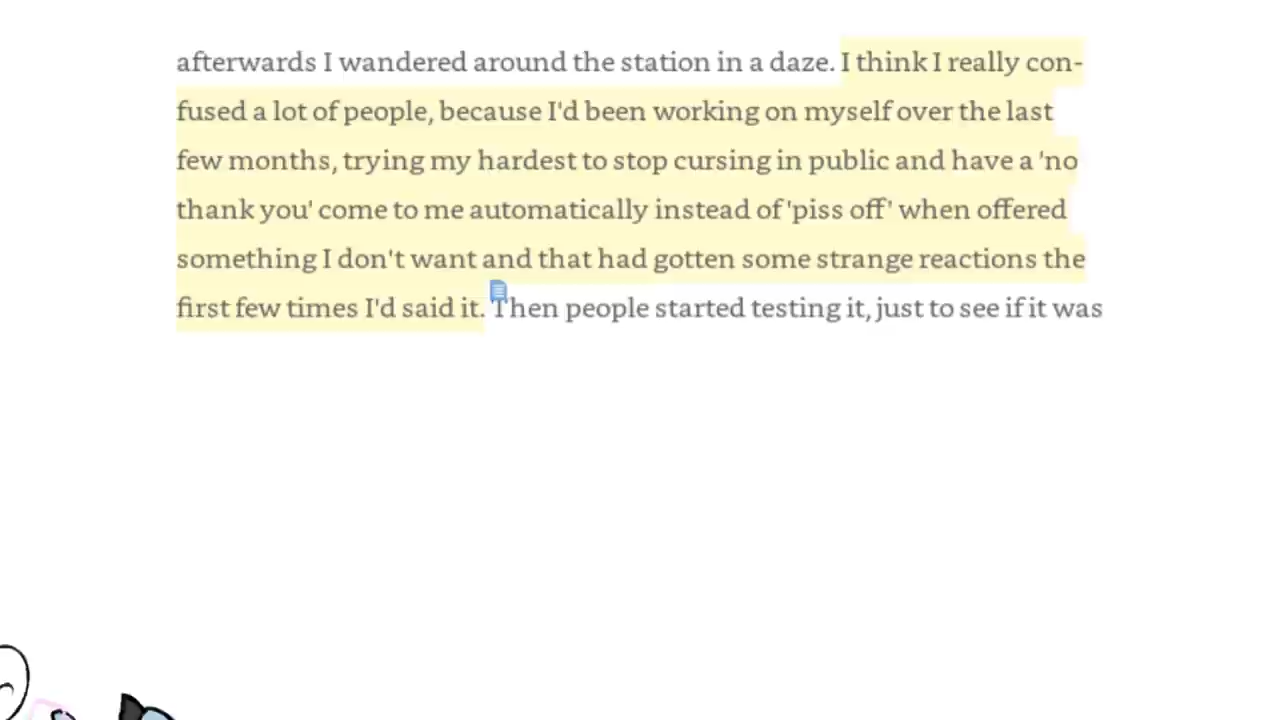 afterwards I wandered around the station in a daze. I think I really con-
fused a lot of people, because I'd been working on myself over the last
few months, trying my hardest to stop cursing in public and have a 'no
thank you' come to me automatically instead of 'piss off' when offered
something I don't want and that had gotten some strange reactions the
first few times I'd said it. Then people started testing it, just to see if it was